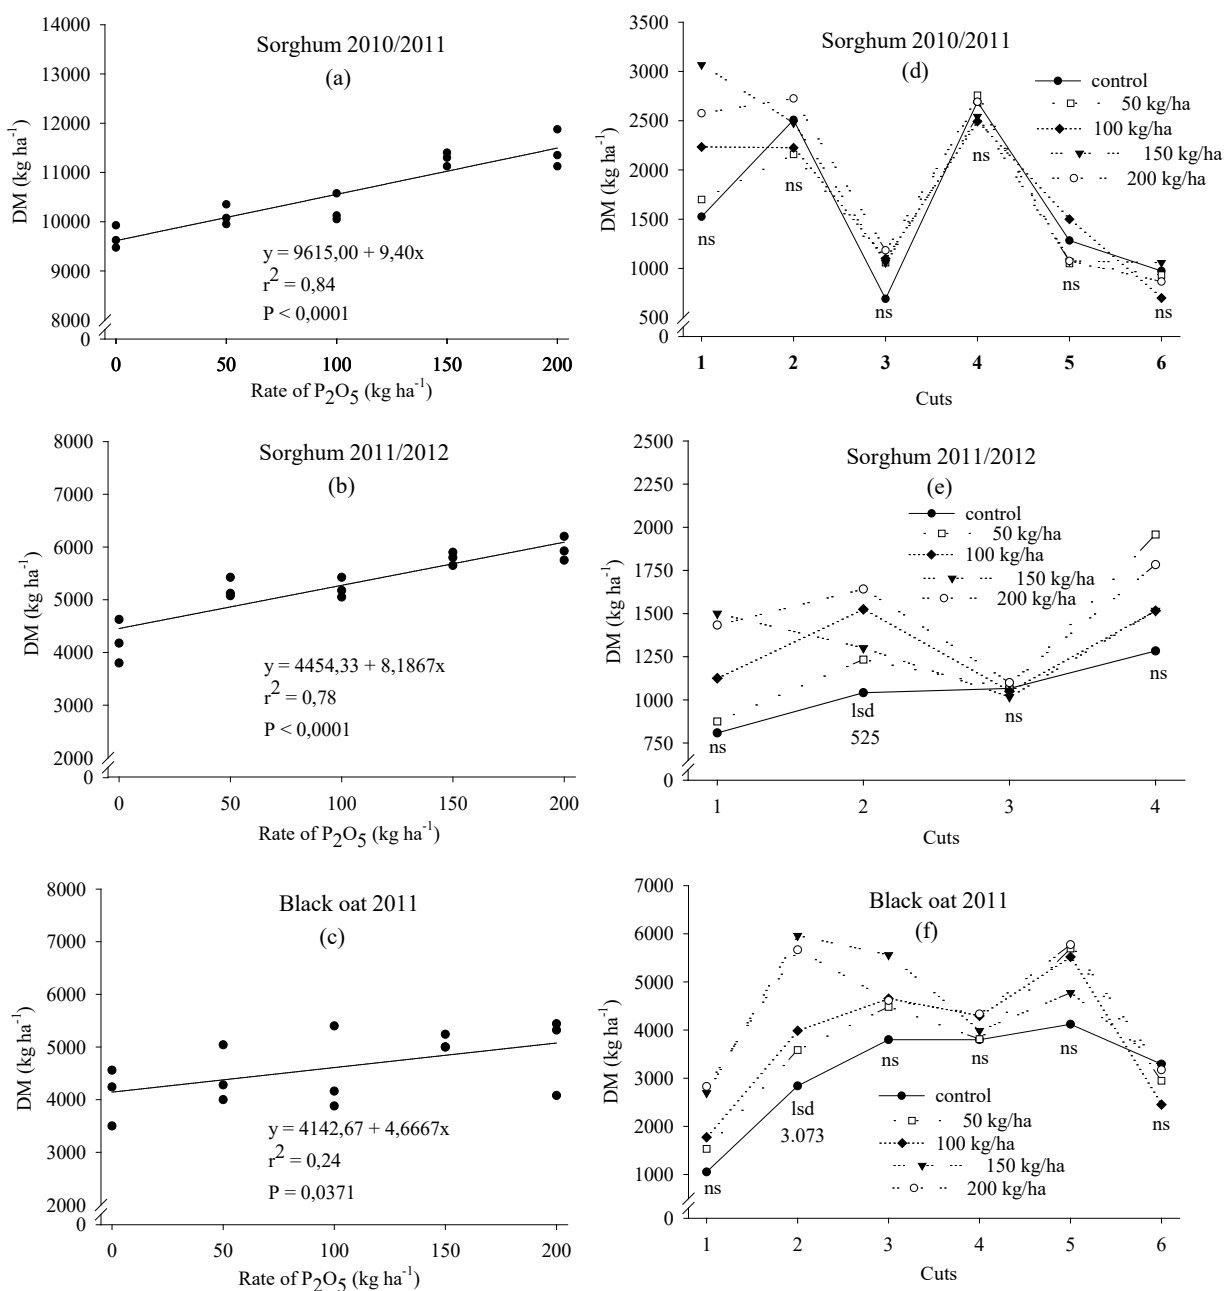 Sorghum 2010/2011
(a)
14000
13000
12000
11000
10000
9000
8000
0
DM (kg ha⁻¹)
y = 9615,00 + 9,40x
r² = 0,84
P < 0,0001
0 50 100 150 200
Rate of P₂O₅ (kg ha⁻¹)
Sorghum 2010/2011
(d)
3500
3000
2500
2000
1500
1000
500
0
DM (kg ha⁻¹)
control
50 kg/ha
100 kg/ha
150 kg/ha
200 kg/ha
ns
ns
ns
ns
ns
ns
1 2 3 4 5 6
Cuts
Sorghum 2011/2012
(b)
8000
7000
6000
5000
4000
3000
2000
0
DM (kg ha⁻¹)
y = 4454,33 + 8,1867x
r² = 0,78
P < 0,0001
0 50 100 150 200
Rate of P₂O₅ (kg ha⁻¹)
Sorghum 2011/2012
(e)
2500
2250
2000
1750
1500
1250
1000
750
0
DM (kg ha⁻¹)
control
50 kg/ha
100 kg/ha
150 kg/ha
200 kg/ha
ns
lsd
525
ns
ns
1 2 3 4
Cuts
Black oat 2011
(c)
8000
7000
6000
5000
4000
3000
2000
0
DM (kg ha⁻¹)
y = 4142,67 + 4,6667x
r² = 0,24
P = 0,0371
0 50 100 150 200
Rate of P₂O₅ (kg ha⁻¹)
Black oat 2011
(f)
7000
6000
5000
4000
3000
2000
1000
0
DM (kg ha⁻¹)
control
50 kg/ha
100 kg/ha
150 kg/ha
200 kg/ha
ns
lsd
3.073
ns
ns
ns
ns
1 2 3 4 5 6
Cuts